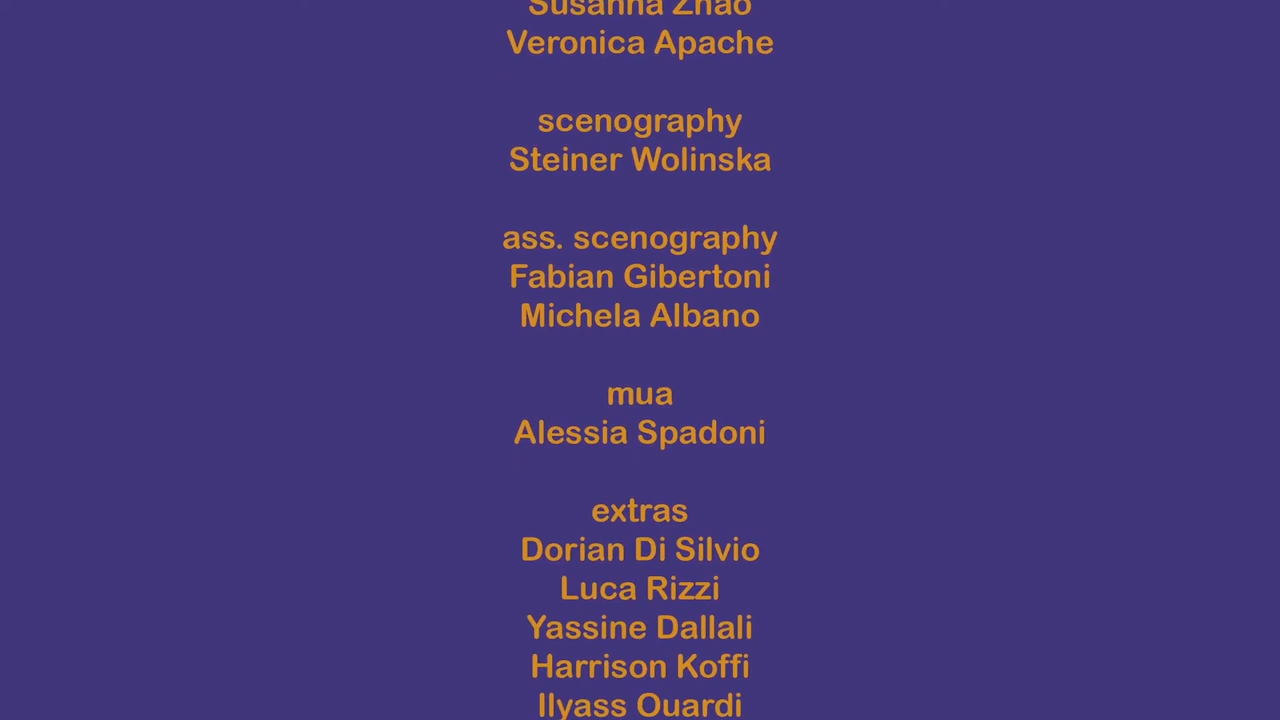 Susanna Zhao
Veronica Apache
scenography
Steiner Wolinska
ass. scenography
Fabian Gibertoni
Michela Albano
mua
Alessia Spadoni
extras
Dorian Di Silvio
Luca Rizzi
Yassine Dallali
Harrison Koffi
Ilyass Ouardi